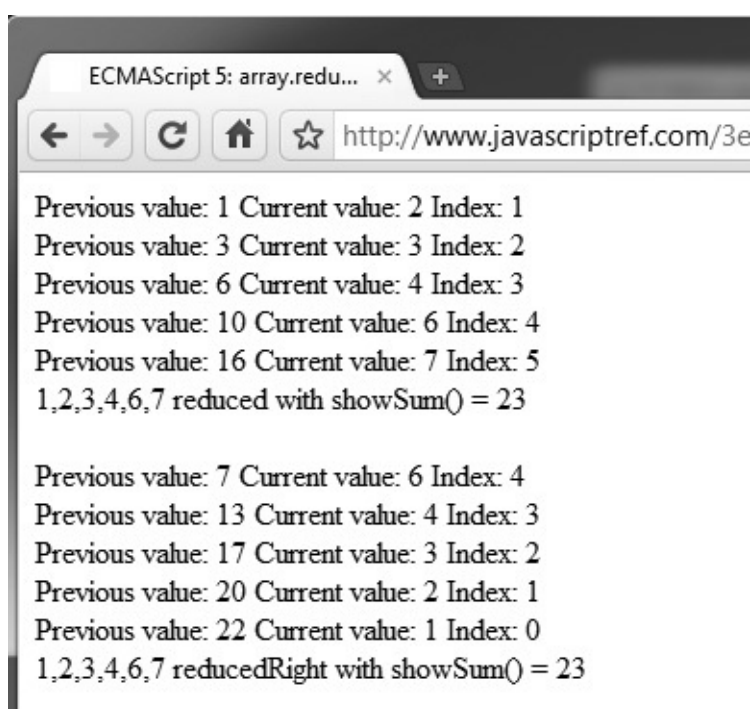 ECMAScript 5: array.redu...
http://www.javascriptref.com/3e
Previous value: 1 Current value: 2 Index: 1
Previous value: 3 Current value: 3 Index: 2
Previous value: 6 Current value: 4 Index: 3
Previous value: 10 Current value: 6 Index: 4
Previous value: 16 Current value: 7 Index: 5
1,2,3,4,6,7 reduced with showSum() = 23
Previous value: 7 Current value: 6 Index: 4
Previous value: 13 Current value: 4 Index: 3
Previous value: 17 Current value: 3 Index: 2
Previous value: 20 Current value: 2 Index: 1
Previous value: 22 Current value: 1 Index: 0
1,2,3,4,6,7 reducedRight with showSum() = 23